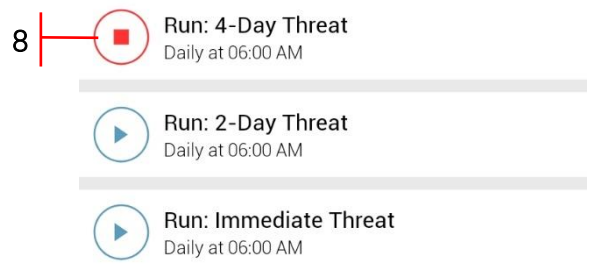 8
Run: 4-Day Threat
Daily at 06:00 AM
Run: 2-Day Threat
Daily at 06:00 AM
Run: Immediate Threat
Daily at 06:00 AM